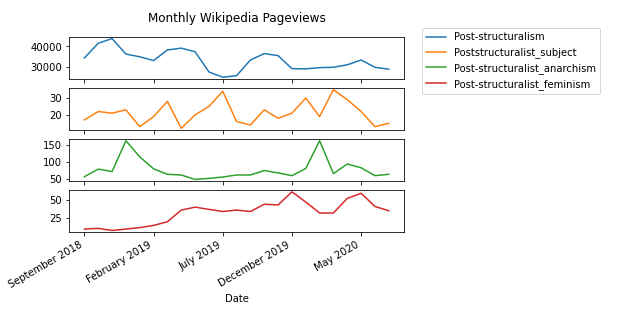 Monthly Wikipedia Pageviews
Post-structuralism
Poststructuralist_subject
Post-structuralist_anarchism
Post-structuralist_feminism
40000
30000
30
20
150
100
50
50
25
September 2018
February 2019
July 2019
December 2019
May 2020
Date